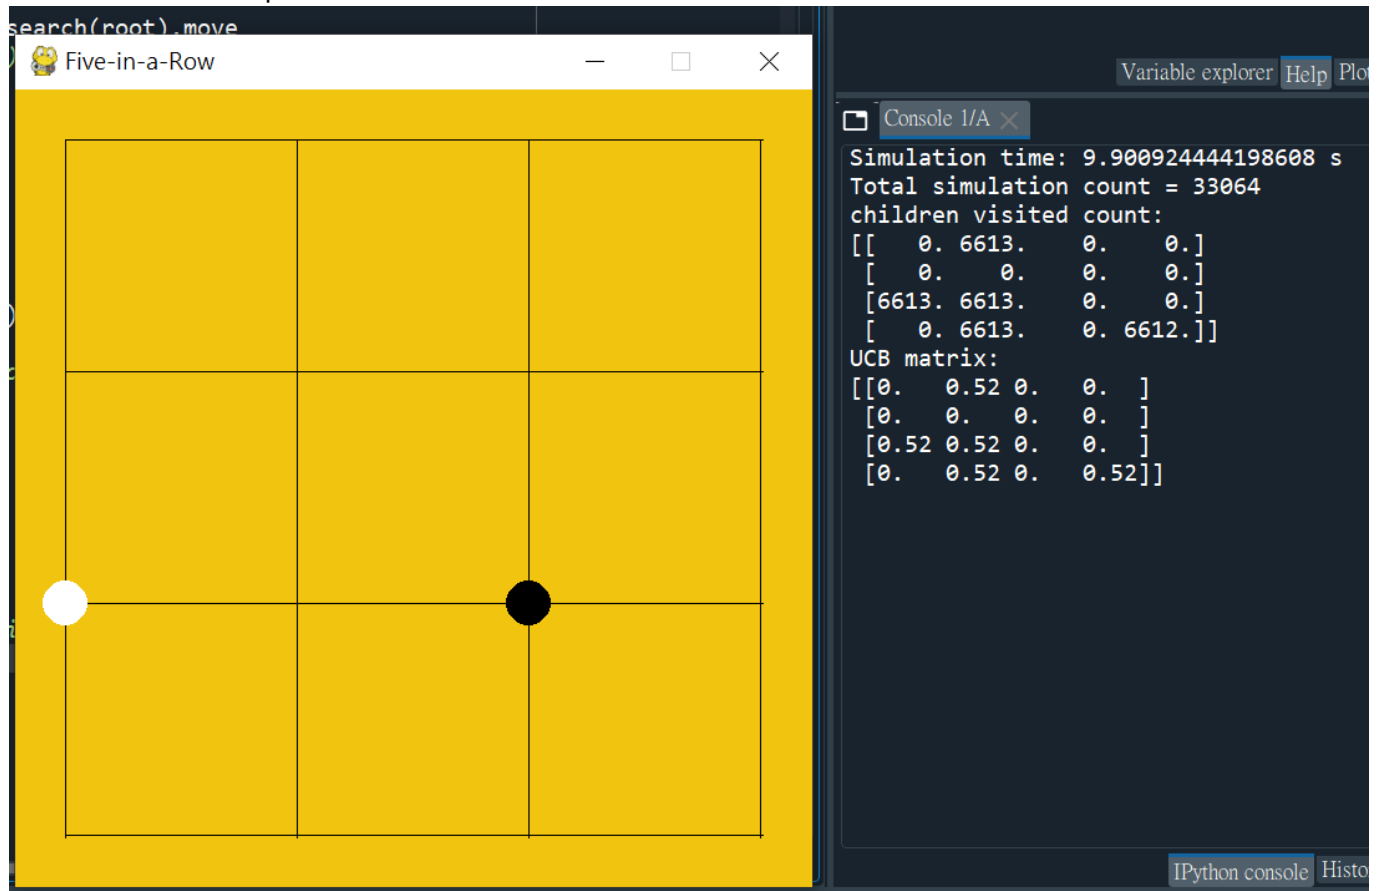 search(root).move
Five-in-a-Row
Variable explorer Help Plo
Console 1/A
Simulation time: 9.900924444198608 s
Total simulation count = 33064
children visited count:
[[   0. 6613.    0.    0.]
 [   0.    0.    0.    0.]
 [6613. 6613.    0.    0.]
 [   0. 6613.    0. 6612.]]
UCB matrix:
[[0.   0.52 0.   0.  ]
 [0.   0.   0.   0.  ]
 [0.52 0.52 0.   0.  ]
 [0.   0.52 0.   0.52]]
IPython console Histo